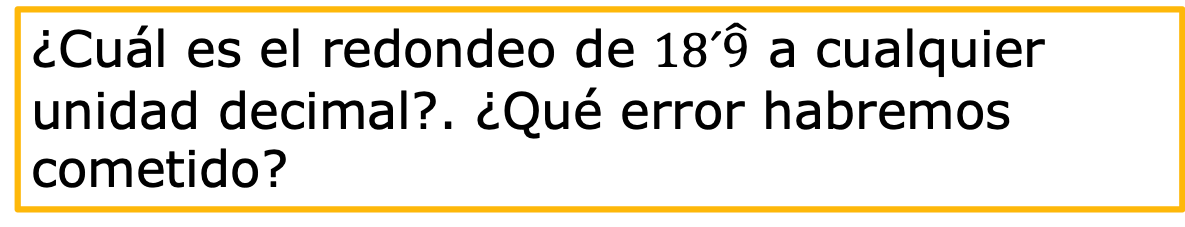 ¿Cuál es el redondeo de 18´9̂ a cualquier
unidad decimal?. ¿Qué error habremos
cometido?